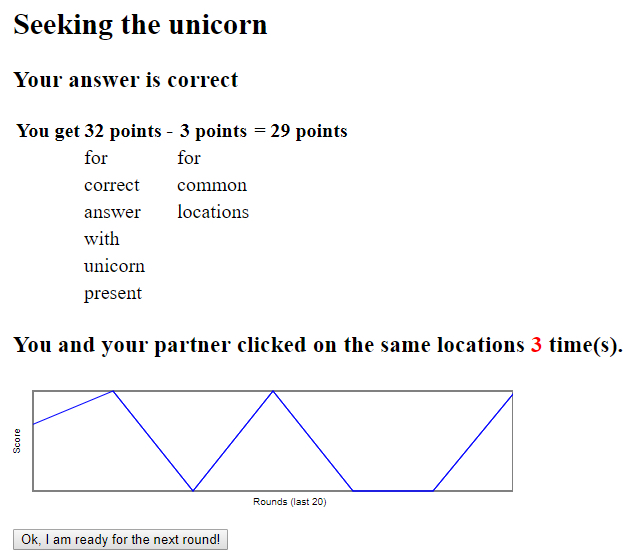 Seeking the unicorn
Your answer is correct
You get 32 points - 3 points = 29 points
for for
correct common
answer locations
with
unicorn
present
You and your partner clicked on the same locations 3 time(s).
Score
Rounds (last 20)
Ok, I am ready for the next round!